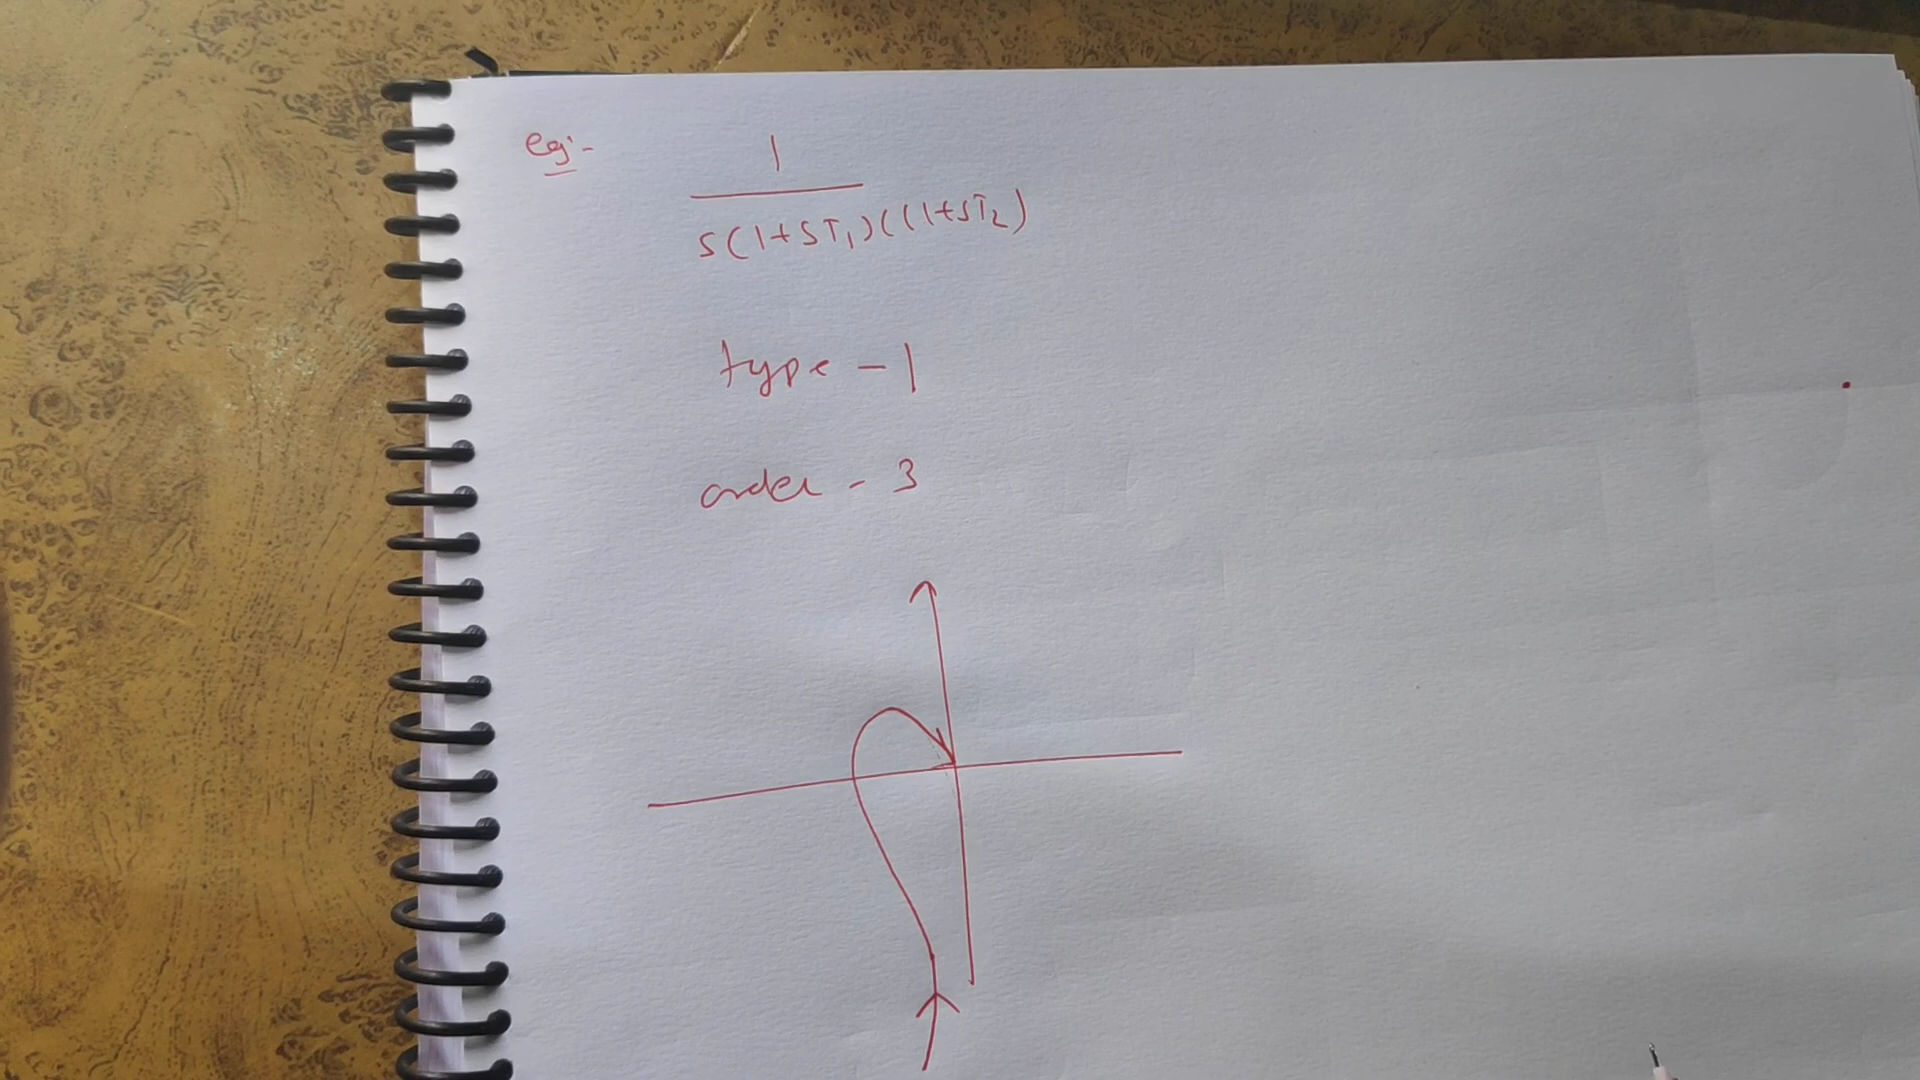 eg:-
1
s(1+sT1)((1+sT2)
type - 1
order - 3